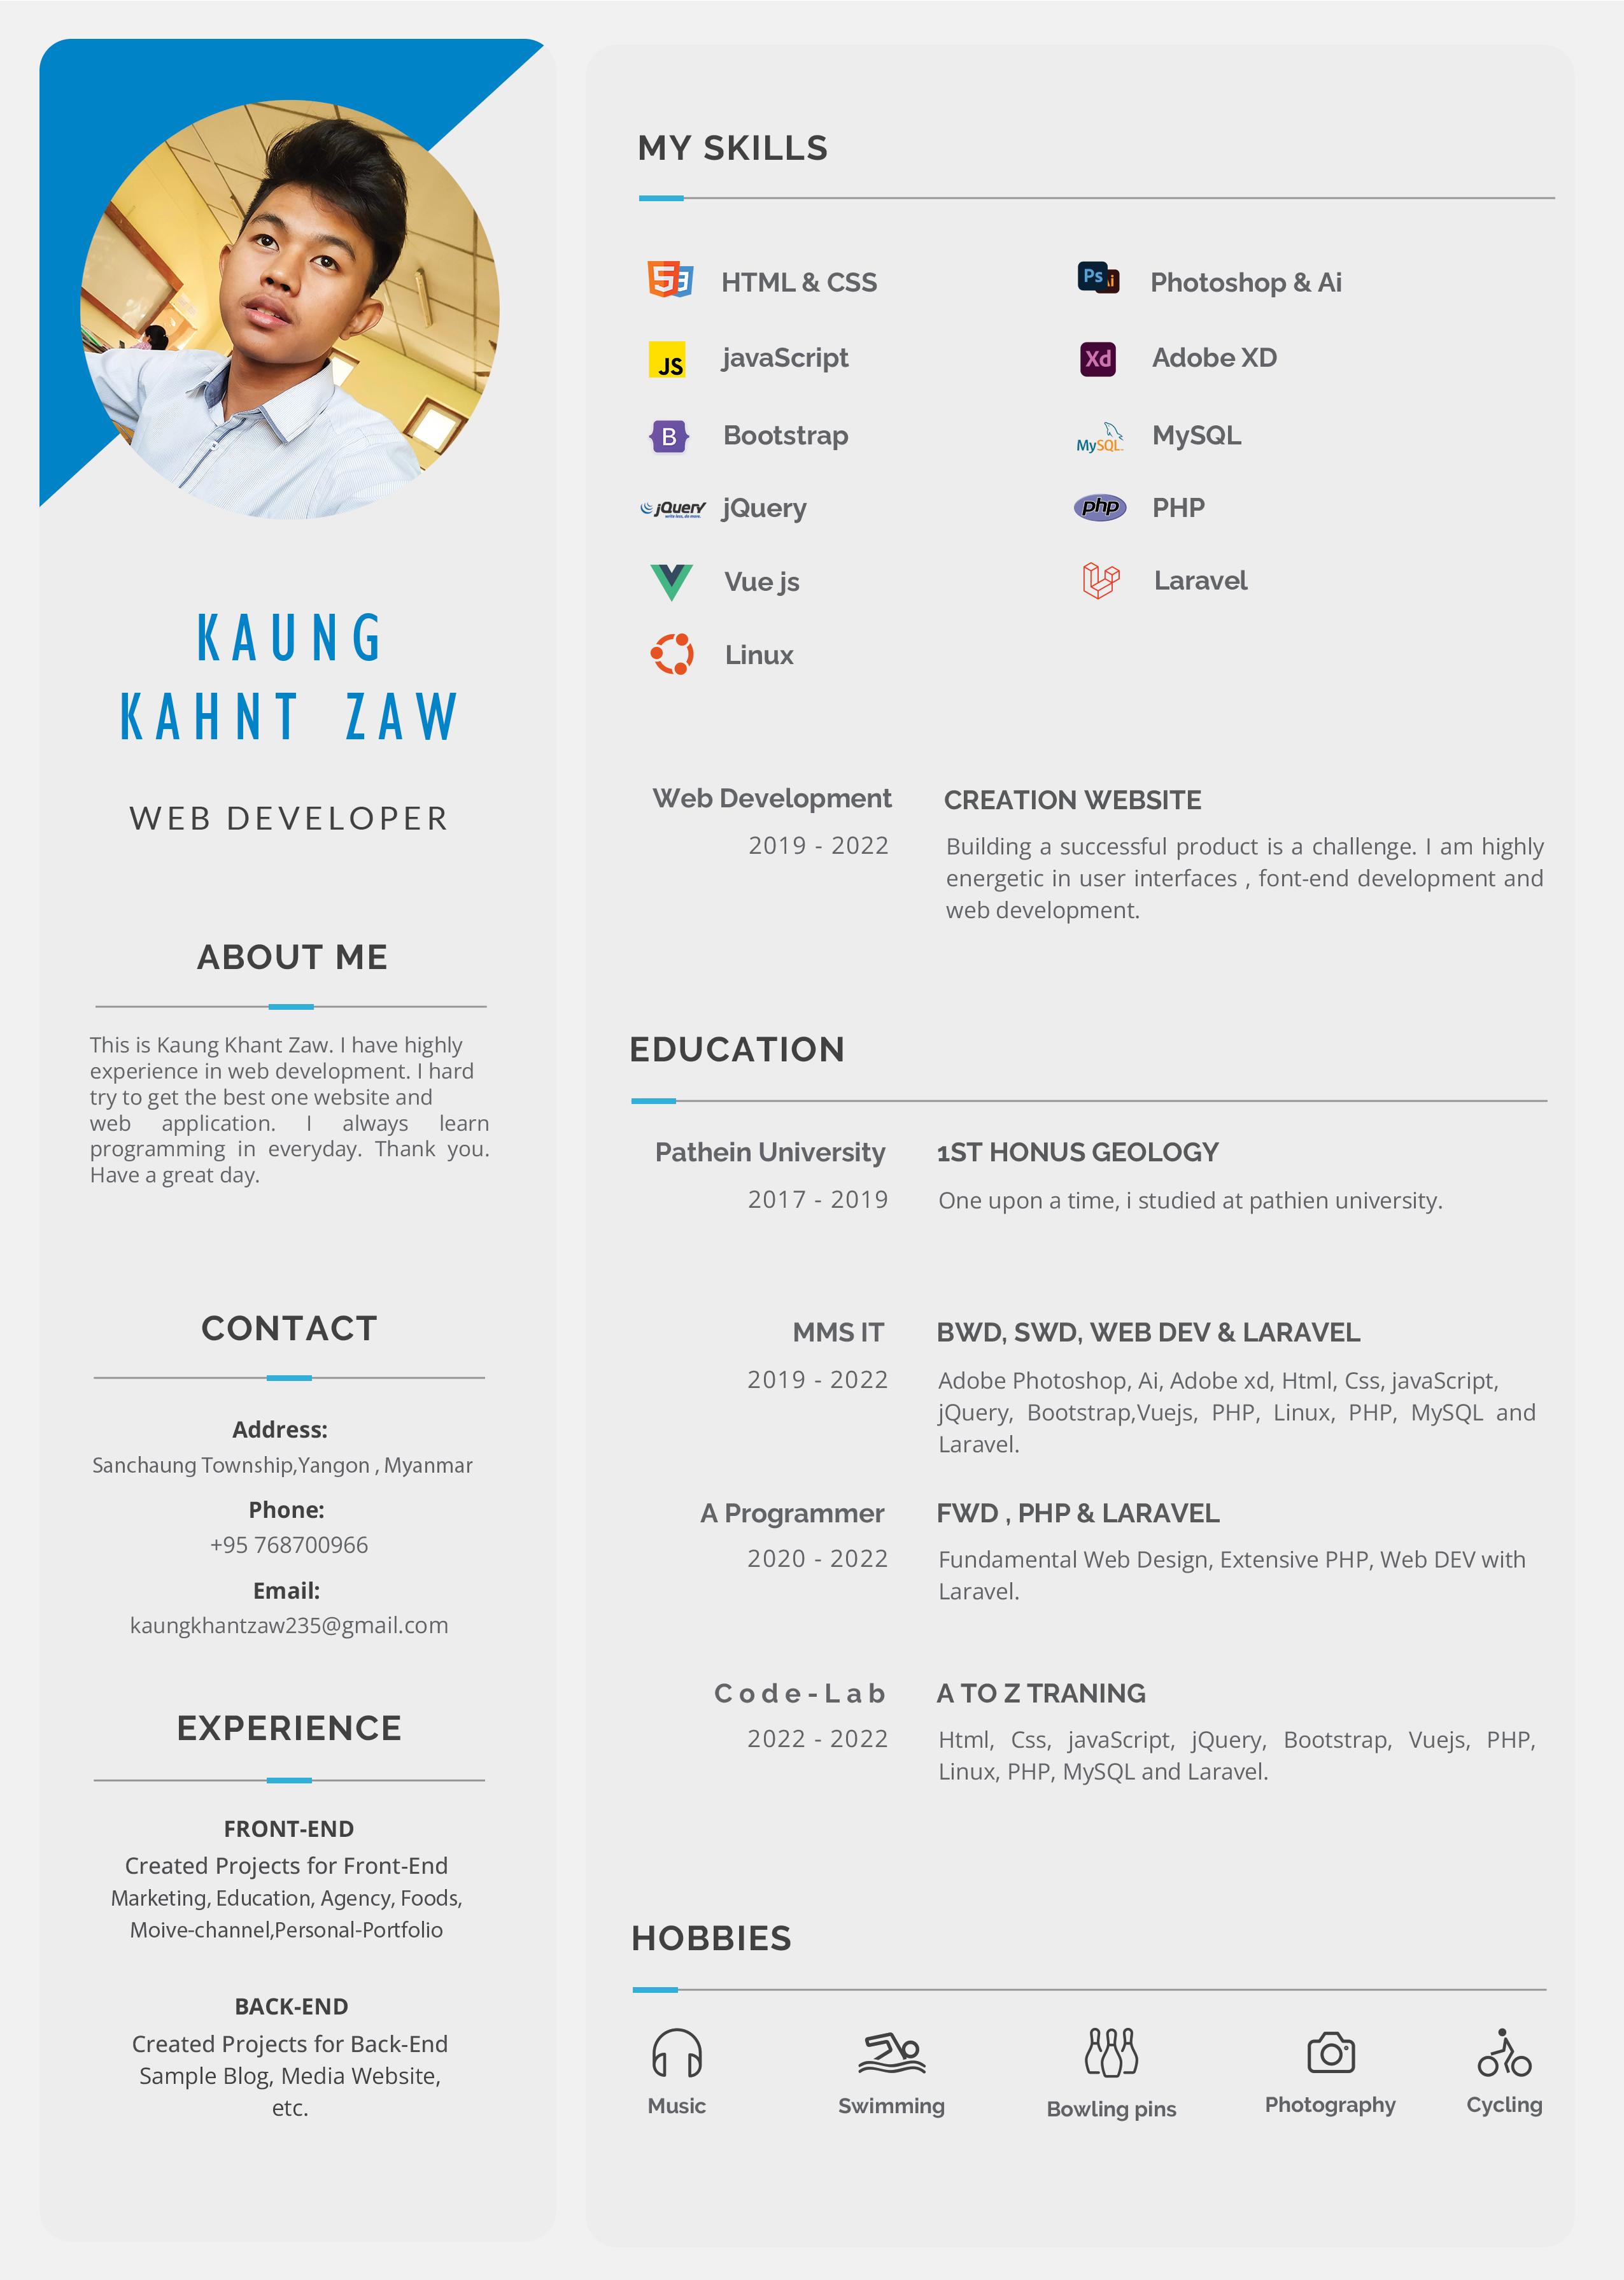 KAUNG
KAHNT ZAW
WEB DEVELOPER
ABOUT ME
This is Kaung Khant Zaw. I have highly
experience in web development. I hard
try to get the best one website and
web application. I always learn
programming in everyday. Thank you.
Have a great day.
CONTACT
Address:
Sanchaung Township,Yangon , Myanmar
Phone:
+95 768700966
Email:
kaungkhantzaw235@gmail.com
EXPERIENCE
FRONT-END
Created Projects for Front-End
Marketing, Education, Agency, Foods,
Moive-channel,Personal-Portfolio
BACK-END
Created Projects for Back-End
Sample Blog, Media Website,
etc.
MY SKILLS
5 3 HTML & CSS
JS javaScript
B Bootstrap
jQuery write less, do more. jQuery
Vue js
Linux
Ps Ai Photoshop & Ai
Xd Adobe XD
MySQL MySQL
php PHP
Laravel
Web Development
2019 - 2022
CREATION WEBSITE
Building a successful product is a challenge. I am highly
energetic in user interfaces , font-end development and
web development.
EDUCATION
Pathein University
2017 - 2019
1ST HONUS GEOLOGY
One upon a time, i studied at pathien university.
MMS IT
2019 - 2022
BWD, SWD, WEB DEV & LARAVEL
Adobe Photoshop, Ai, Adobe xd, Html, Css, javaScript,
jQuery, Bootstrap,Vuejs, PHP, Linux, PHP, MySQL and
Laravel.
A Programmer
2020 - 2022
FWD , PHP & LARAVEL
Fundamental Web Design, Extensive PHP, Web DEV with
Laravel.
Code-Lab
2022 - 2022
A TO Z TRANING
Html, Css, javaScript, jQuery, Bootstrap, Vuejs, PHP,
Linux, PHP, MySQL and Laravel.
HOBBIES
Music
Swimming
Bowling pins
Photography
Cycling